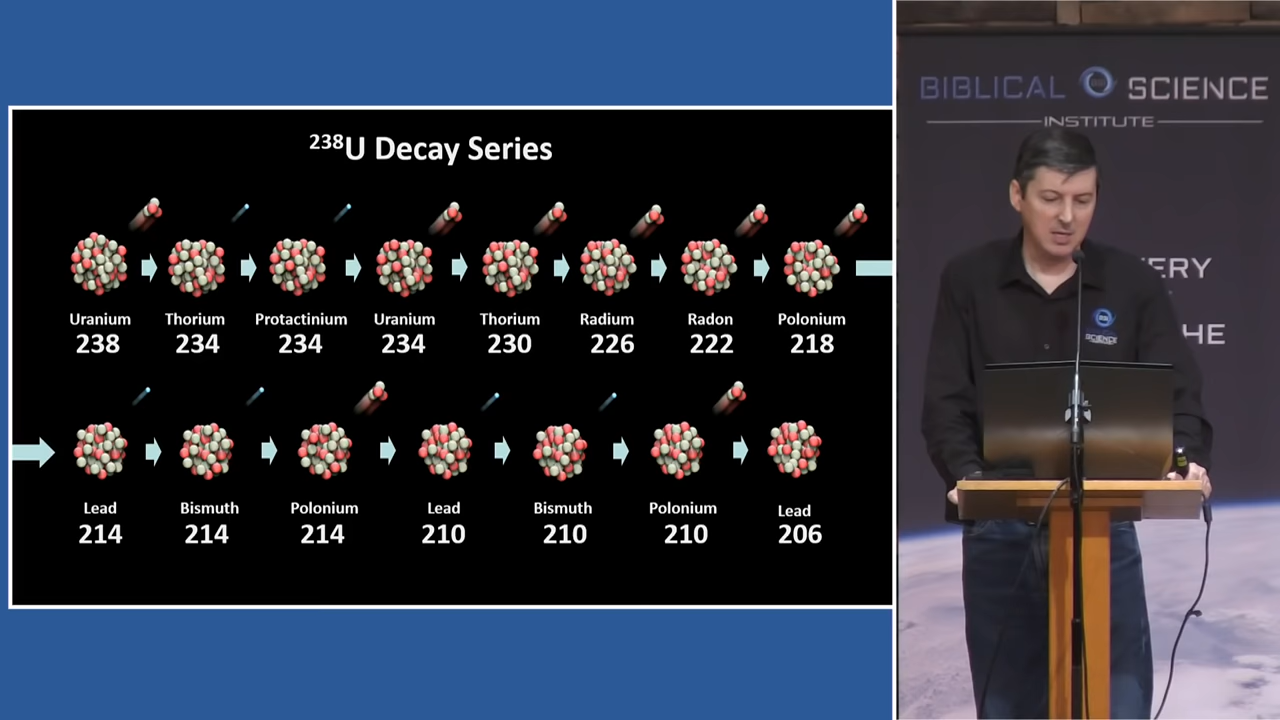 ²³⁸U Decay Series
Uranium Thorium Protactinium Uranium Thorium Radium Radon Polonium
238 234 234 234 230 226 222 218
Lead Bismuth Polonium Lead Bismuth Polonium Lead
214 214 214 210 210 210 206
BIBLICAL SCIENCE
INSTITUTE
ERY
HE
SCIENCE